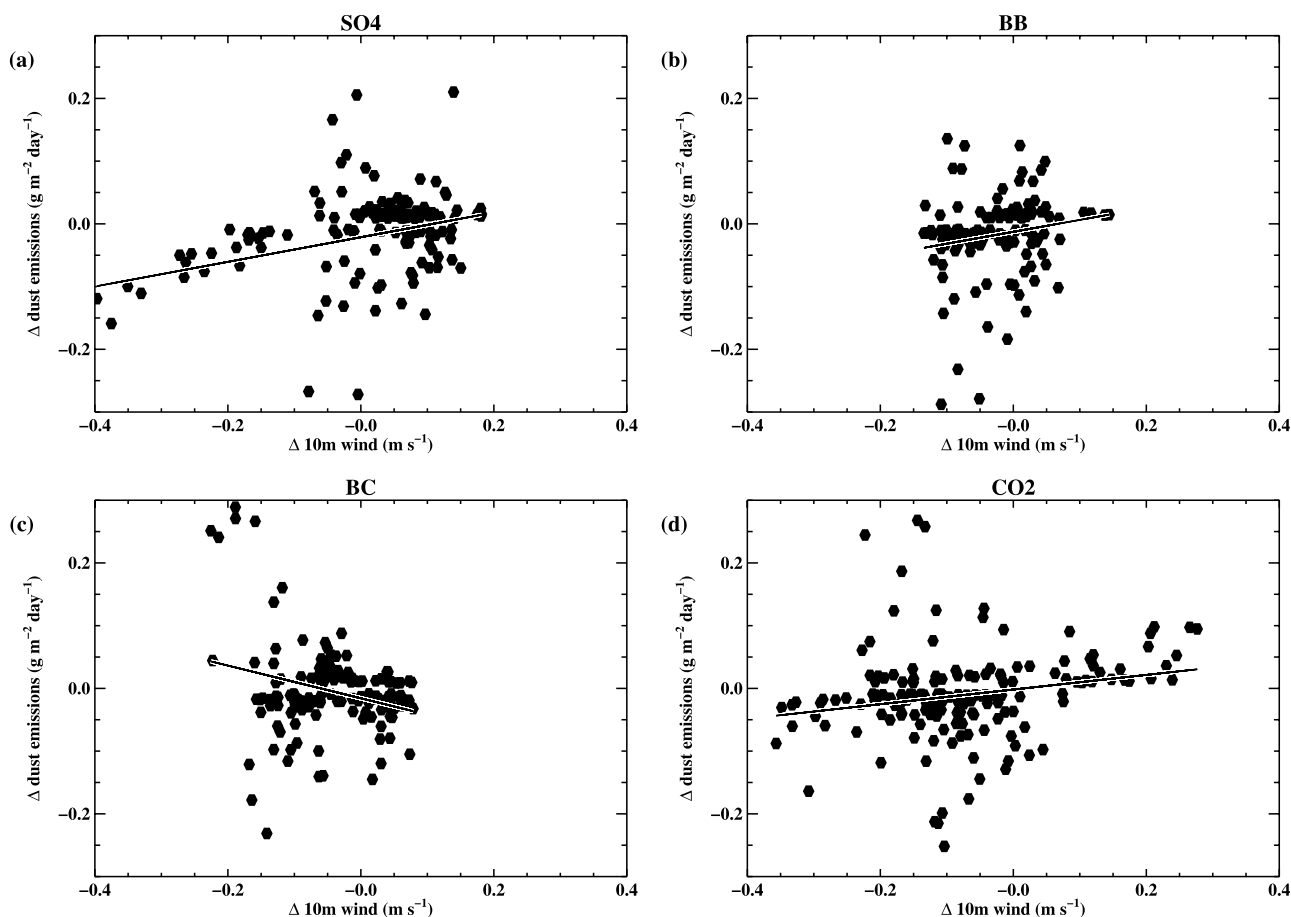 SO4
(a)
0.2
0.0
−0.2
Δ dust emissions (g m⁻² day⁻¹)
−0.4 −0.2 −0.0 0.2 0.4
Δ 10m wind (m s⁻¹)
BB
(b)
0.2
0.0
−0.2
Δ dust emissions (g m⁻² day⁻¹)
−0.4 −0.2 −0.0 0.2 0.4
Δ 10m wind (m s⁻¹)
BC
(c)
0.2
0.0
−0.2
Δ dust emissions (g m⁻² day⁻¹)
−0.4 −0.2 −0.0 0.2 0.4
Δ 10m wind (m s⁻¹)
CO2
(d)
0.2
0.0
−0.2
Δ dust emissions (g m⁻² day⁻¹)
−0.4 −0.2 −0.0 0.2 0.4
Δ 10m wind (m s⁻¹)